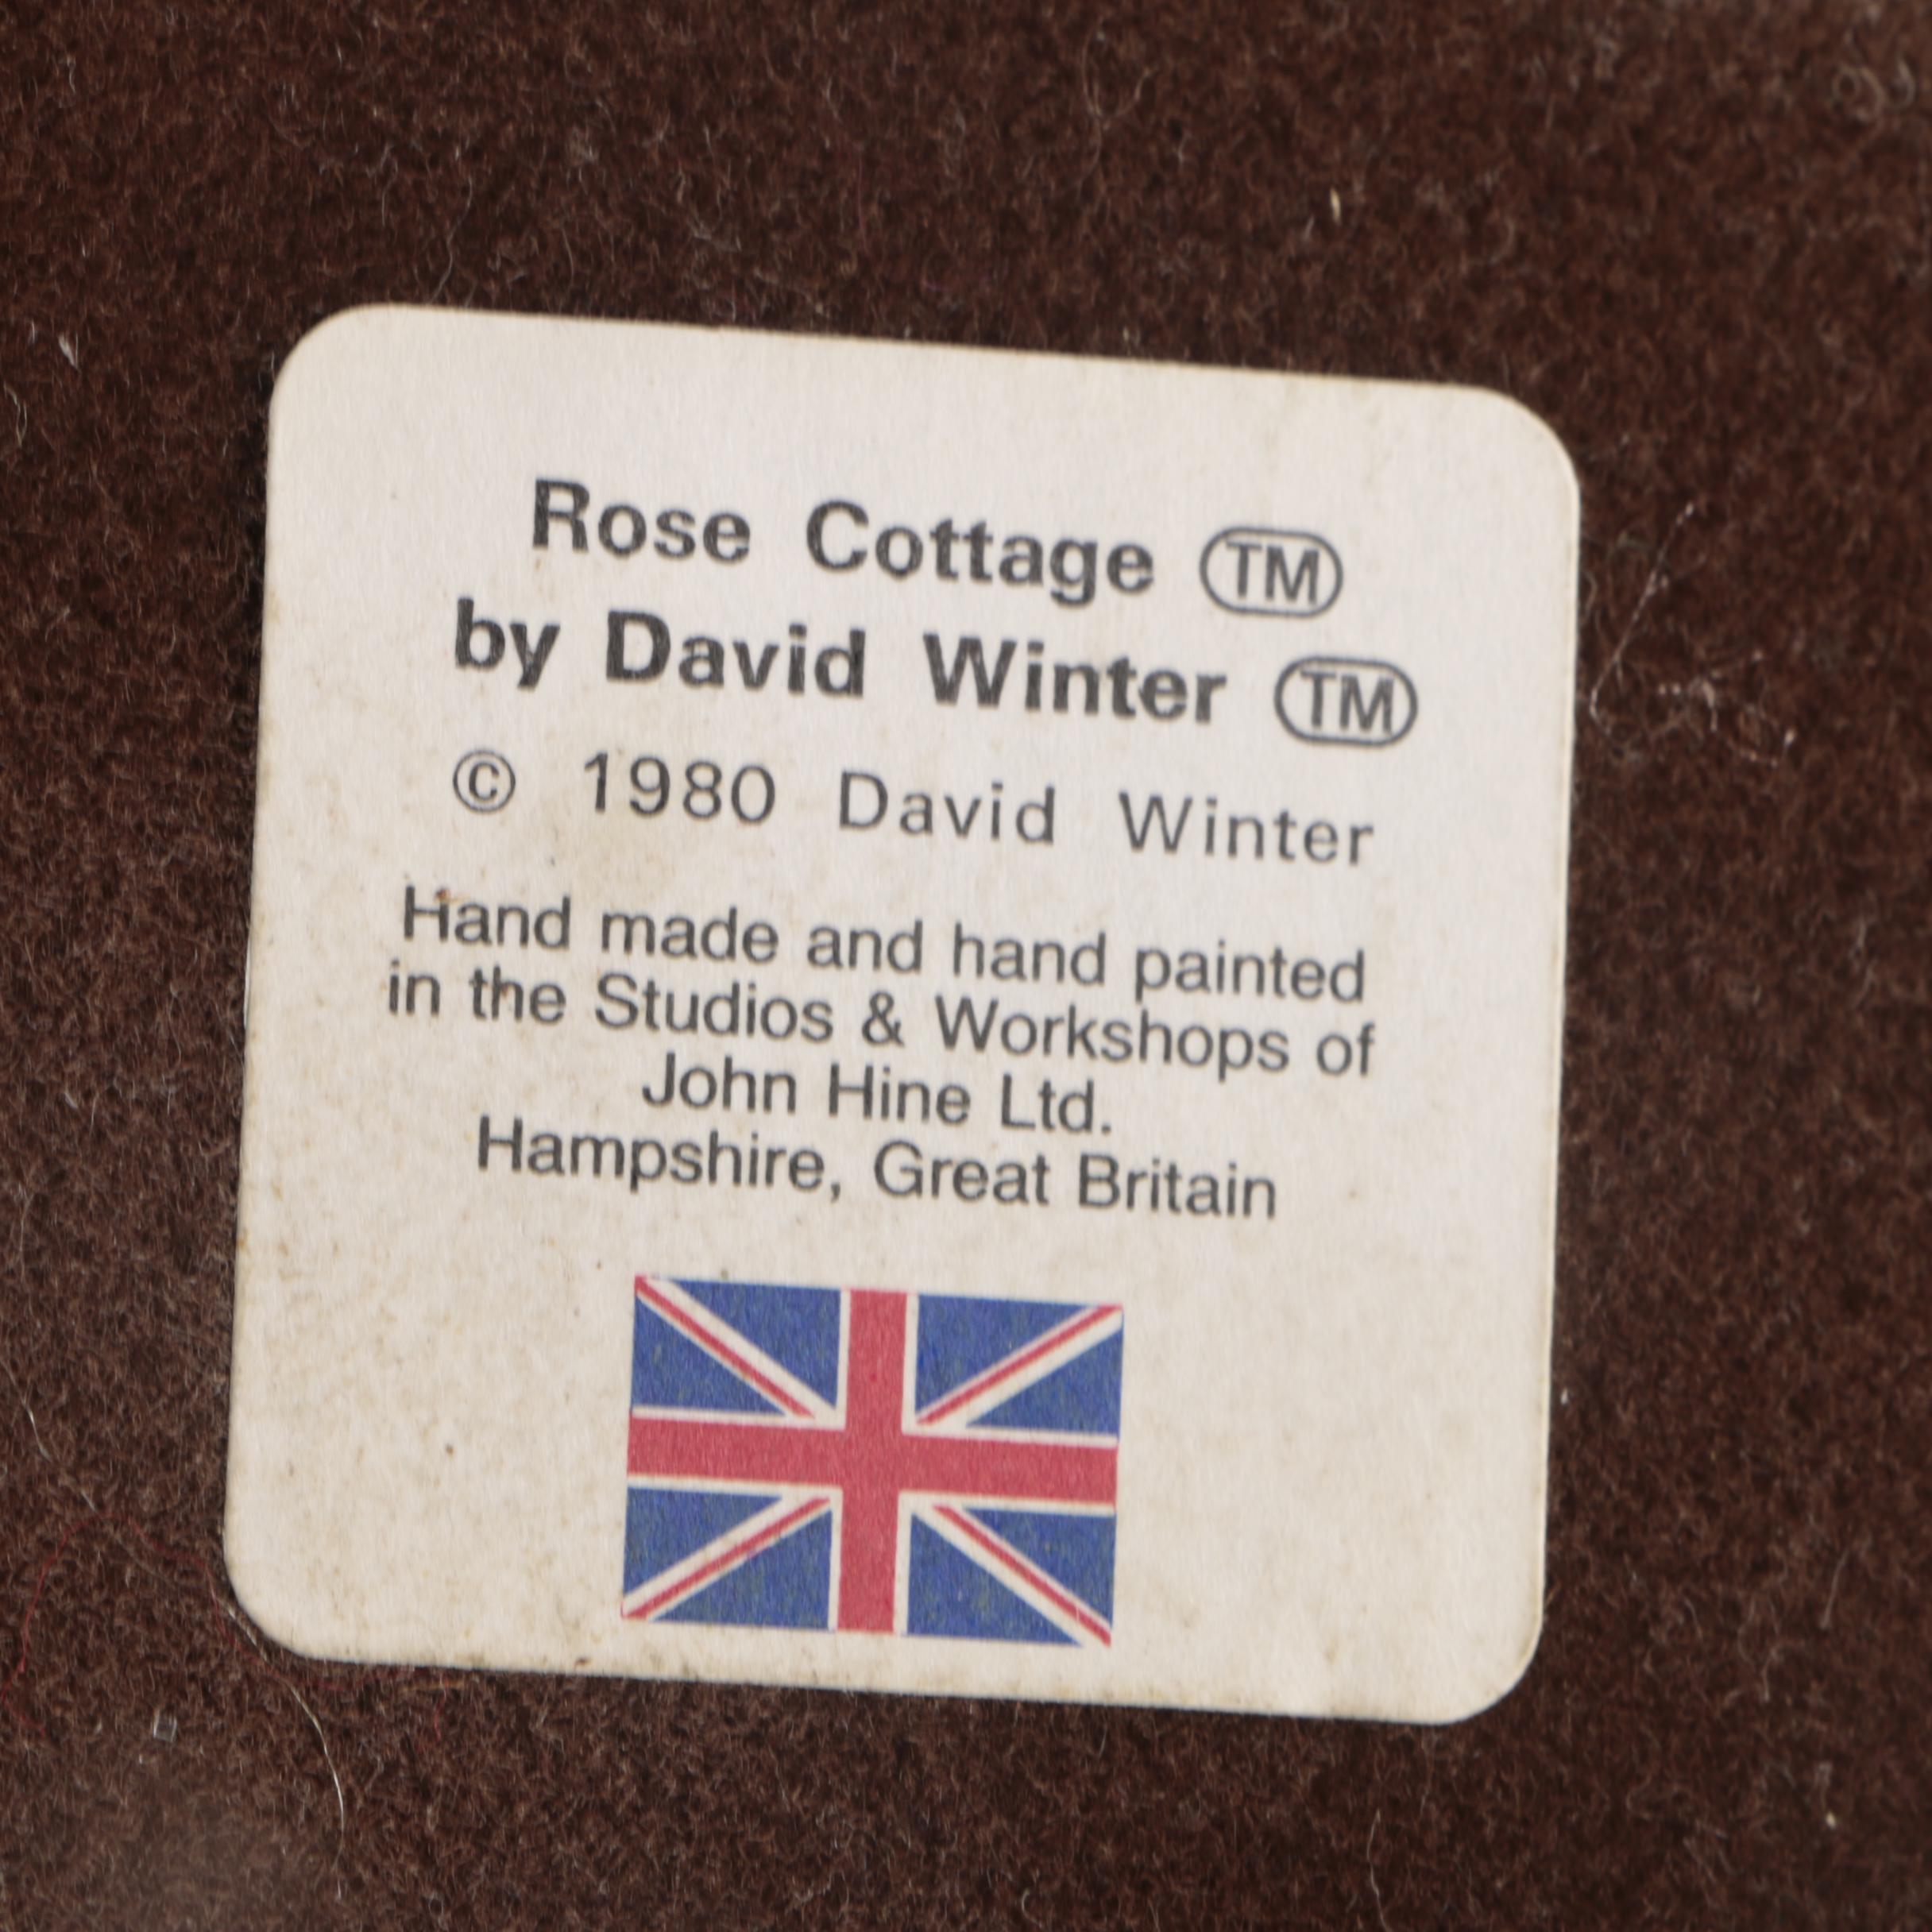 Rose Cottage TM
by David Winter TM
© 1980 David Winter
Hand made and hand painted
in the Studios & Workshops of
John Hine Ltd.
Hampshire, Great Britain